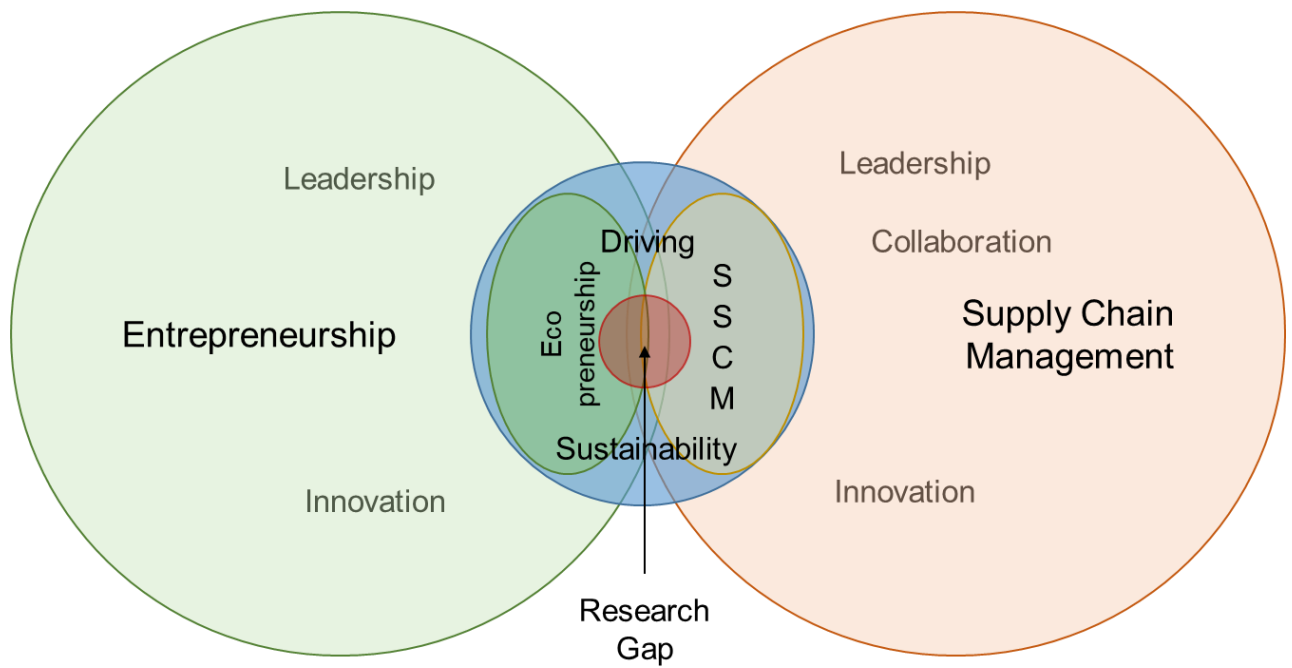 Leadership
Entrepreneurship
Innovation
Driving
Eco
preneurship
S
S
C
M
Sustainability
Research
Gap
Leadership
Collaboration
Supply Chain
Management
Innovation